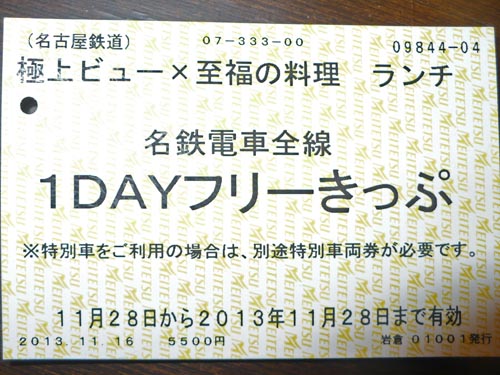 (名古屋鉄道) 07-333-00 09844-04
極上ビュー×至福の料理 ランチ
名鉄電車全線
1DAYフリーきっぷ
※特別車をご利用の場合は、別途特別車両券が必要です。
11月28日から2013年11月28日まで有効
2013.11.16 5500円 岩倉 01001発行